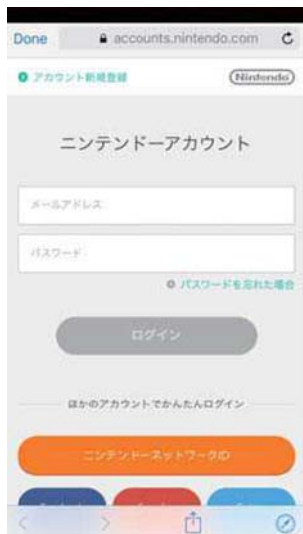 Done
accounts.nintendo.com
アカウント新規登録
Nintendo
ニンテンドーアカウント
メールアドレス
パスワード
パスワードを忘れた場合
ログイン
ほかのアカウントでかんたんログイン
ニンテンドーネットワークID